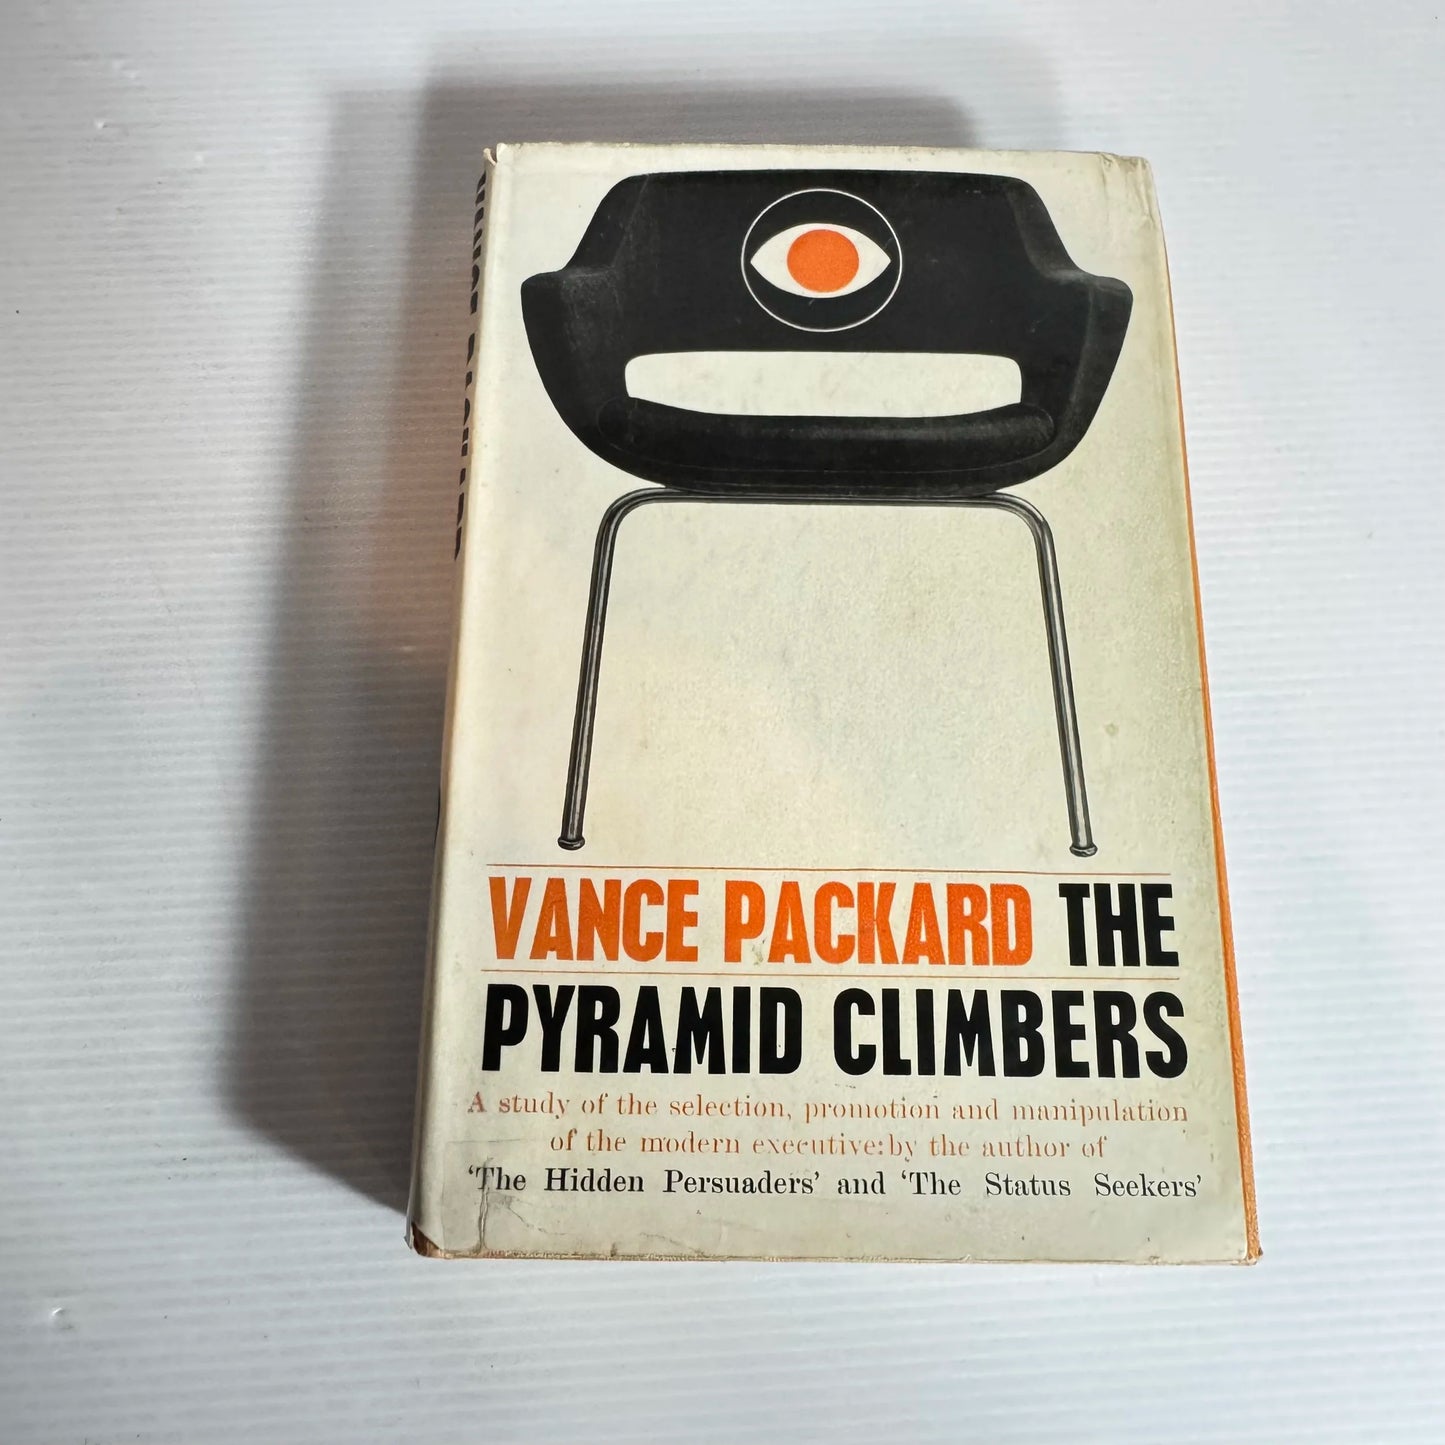 VANCE PACKARD THE
PYRAMID CLIMBERS
A study of the selection, promotion and manipulation
of the modern executive: by the author of
‘The Hidden Persuaders’ and ‘The Status Seekers’